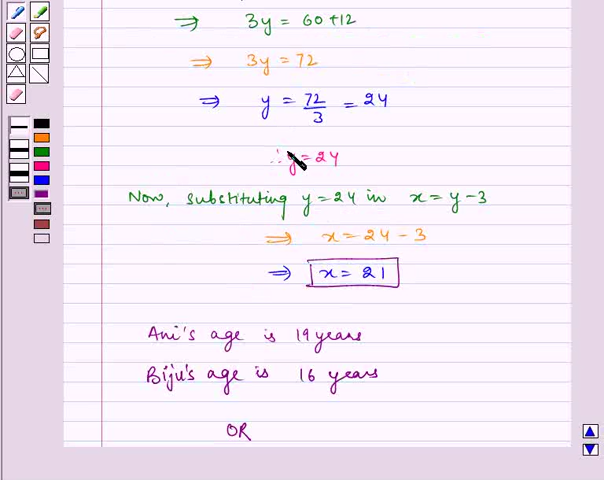 ⇒ 3y = 60+12
⇒ 3y = 72
⇒ y = 72/3 = 24
∴ y = 24
Now, substituting y = 24 in x = y - 3
⇒ x = 24 - 3
⇒ x = 21
Ani's age is 19 years
Biju's age is 16 years
OR